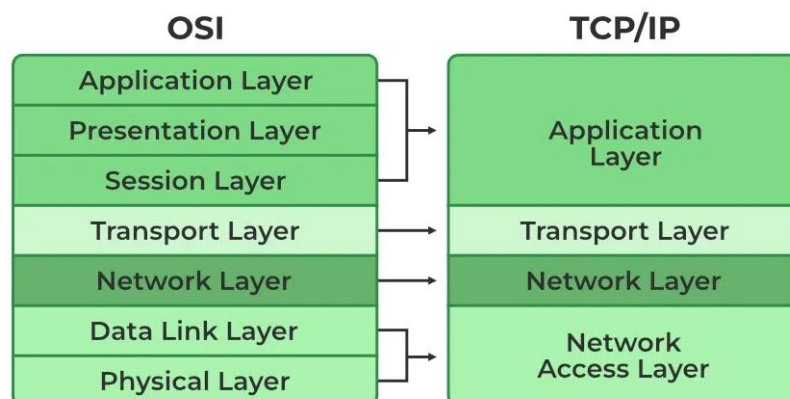 OSI
Application Layer
Presentation Layer
Session Layer
Transport Layer
Network Layer
Data Link Layer
Physical Layer
TCP/IP
Application
Layer
Transport Layer
Network Layer
Network
Access Layer